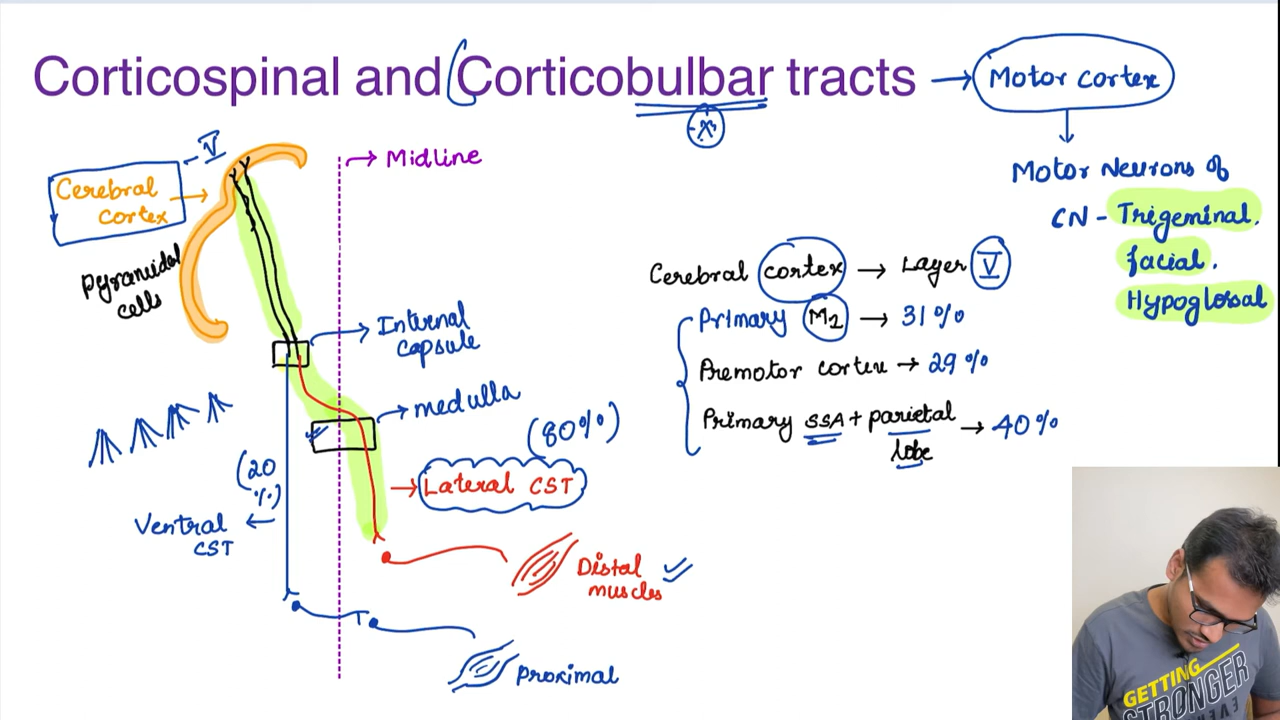 Corticospinal and Corticobulbar tracts → Motor cortex
Motor Neurons of
CN - Trigeminal,
facial,
Hypoglossal
V
Cerebral
cortex
Pyramidal
cells
→ Midline
Internal
capsule
medulla
(80%)
Lateral CST
(20
%)
Ventral
CST
Distal
muscles
Proximal
Cerebral cortex → Layer V
Primary M2 → 31%
Premotor cortex → 29%
Primary SSA + parietal
lobe
→ 40%
GETTING
STRONGER